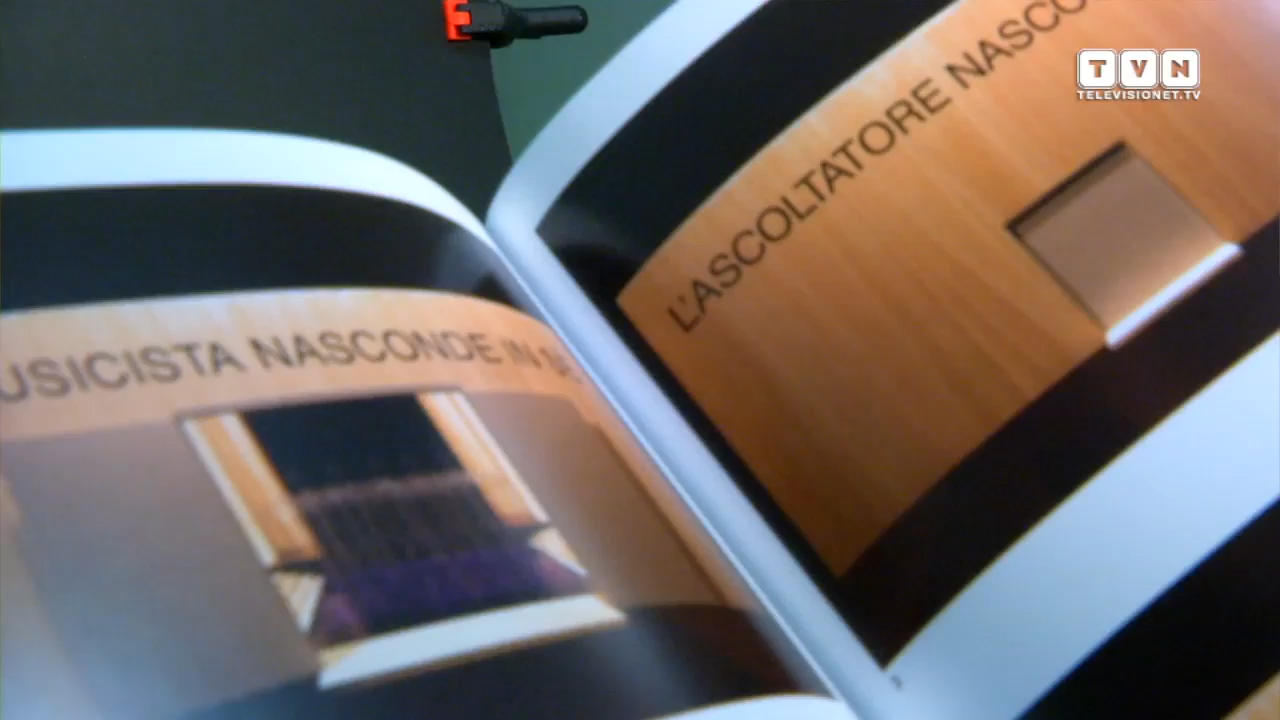 USICISTA NASCONDE IN
L'ASCOLTATORE NASCO
TVN
TELEVISIONET.TV